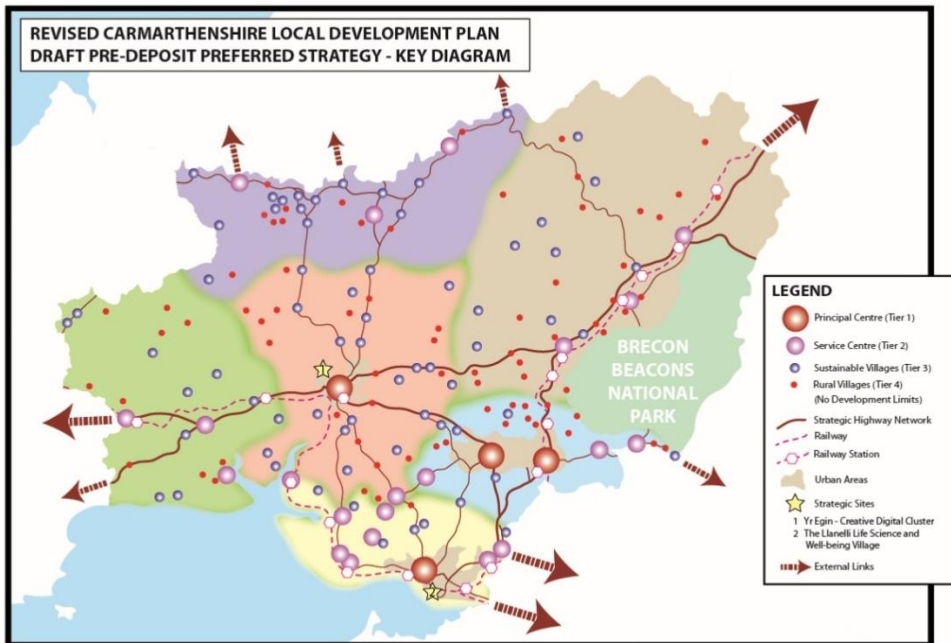 REVISED CARMARTHENSHIRE LOCAL DEVELOPMENT PLAN
DRAFT PRE-DEPOSIT PREFERRED STRATEGY - KEY DIAGRAM
BRECON
BEACONS
NATIONAL
PARK
1
2
LEGEND
Principal Centre (Tier 1)
Service Centre (Tier 2)
Sustainable Villages (Tier 3)
Rural Villages (Tier 4)
(No Development Limits)
Strategic Highway Network
Railway
Railway Station
Urban Areas
Strategic Sites
1 Yr Egin - Creative Digital Cluster
2 The Llanelli Life Science and
Well-being Village
External Links